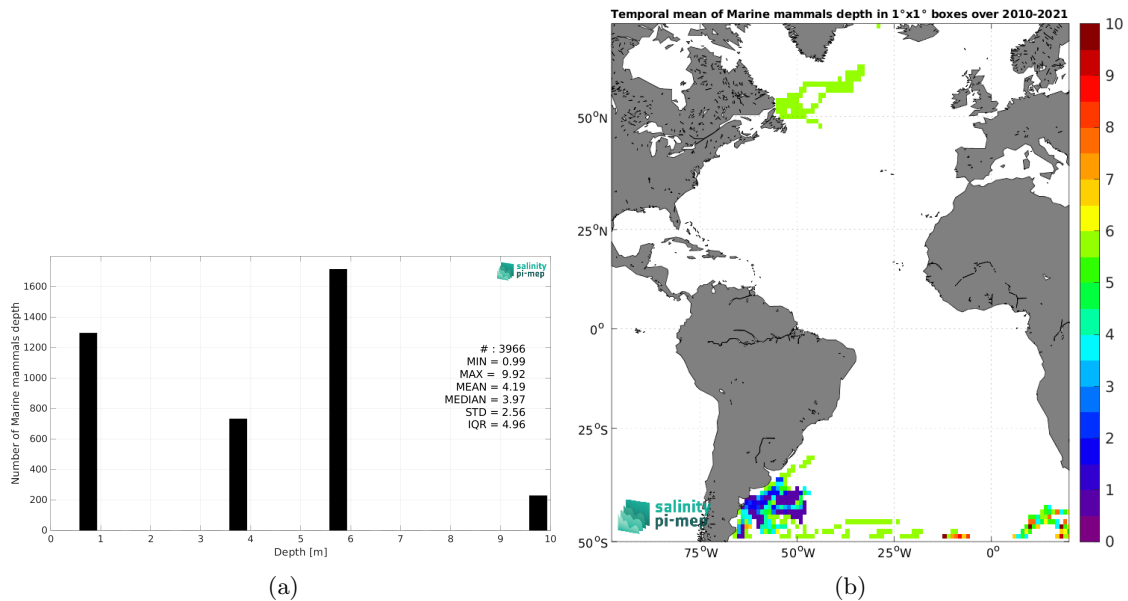 salinity
pi-mep
Number of Marine mammals depth
1600
1400
1200
1000
800
600
400
200
0
# : 3966
MIN = 0.99
MAX = 9.92
MEAN = 4.19
MEDIAN = 3.97
STD = 2.56
IQR = 4.96
0 1 2 3 4 5 6 7 8 9 10
Depth [m]
(a)
Temporal mean of Marine mammals depth in 1°x1° boxes over 2010-2021
50°N
25°N
0°
25°S
50°S
75°W 50°W 25°W 0°
salinity
pi-mep
10
9
8
7
6
5
4
3
2
1
0
(b)